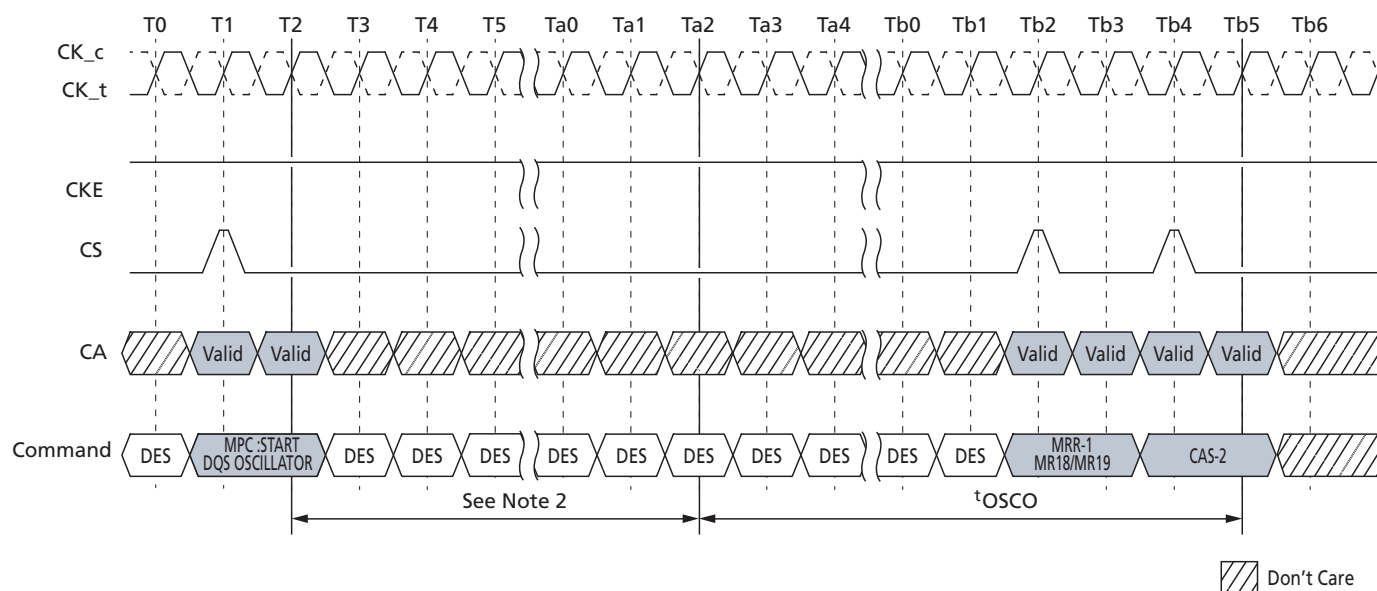 T0 T1 T2 T3 T4 T5 Ta0 Ta1 Ta2 Ta3 Ta4 Tb0 Tb1 Tb2 Tb3 Tb4 Tb5 Tb6
CK_c
CK_t
CKE
CS
CA Valid Valid Valid Valid Valid Valid
Command DES MPC :START DES DES DES DES DES DES DES DES DES DES MRR-1 CAS-2
DQS OSCILLATOR MR18/MR19
See Note 2 tOSCO
Don't Care